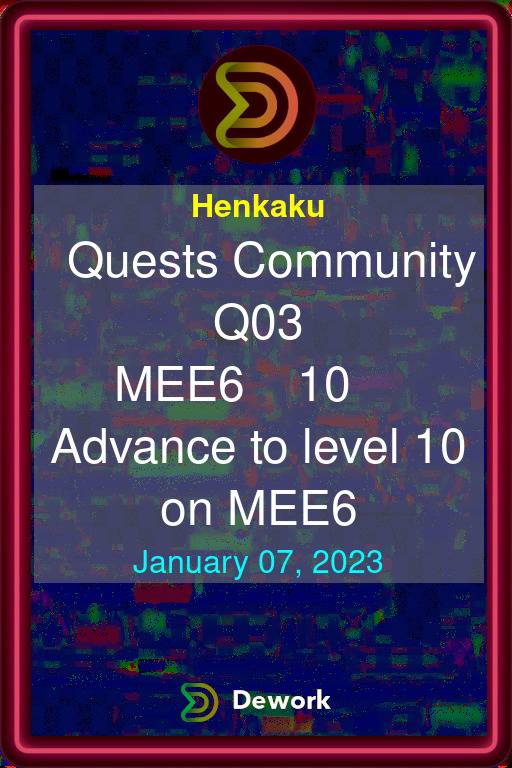 Henkaku
Quests Community
Q03
MEE6 10
Advance to level 10
on MEE6
January 07, 2023
Dework